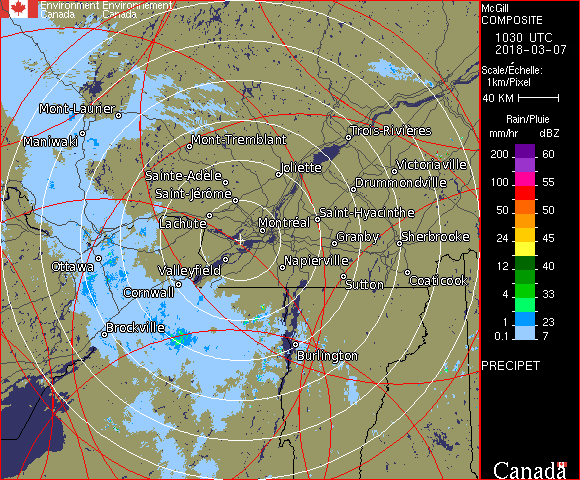 Environment Environnement
Canada Canada
McGill
COMPOSITE
1030 UTC
2018-03-07
Scale/Échelle:
1km/Pixel
40 KM
Rain/Pluie
mm/hr dBZ
200 60
150 55
100 55
50 50
24 45
12 40
4 33
1 23
0.1 7
PRECIPET
Canada
Mont-Laurier
Maniwaki
Mont-Tremblant
Trois-Rivières
Joliette
Victoriaville
Sainte-Adèle
Drummondville
Saint-Jérôme
Lachute
Saint-Hyacinthe
Montréal
Granby
Sherbrooke
Ottawa
Valleyfield
Napierville
Coaticook
Cornwall
Sutton
Brockville
Burlington